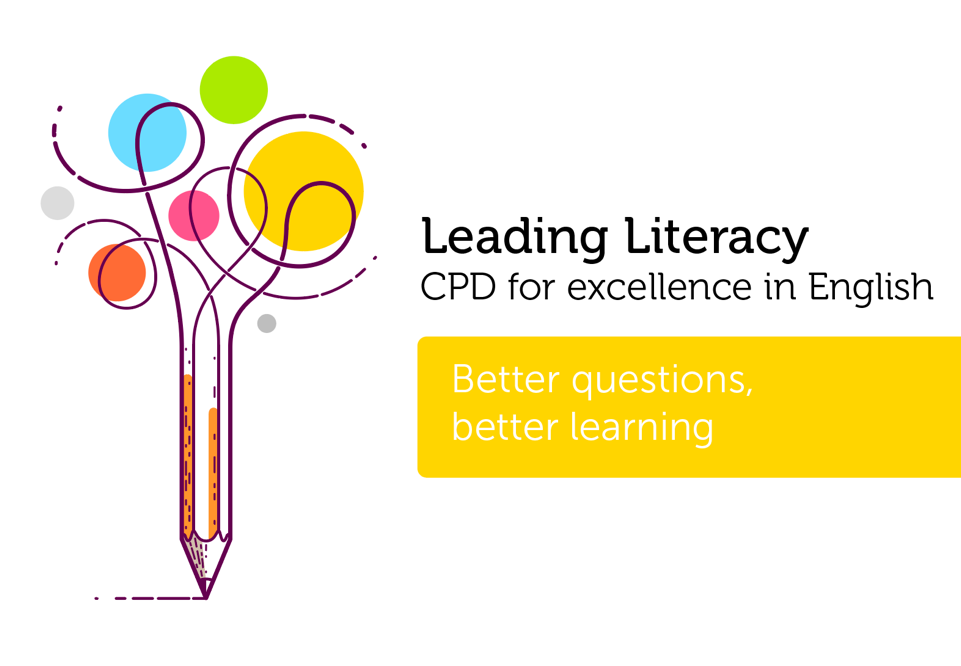 Leading Literacy
CPD for excellence in English
Better questions,
better learning